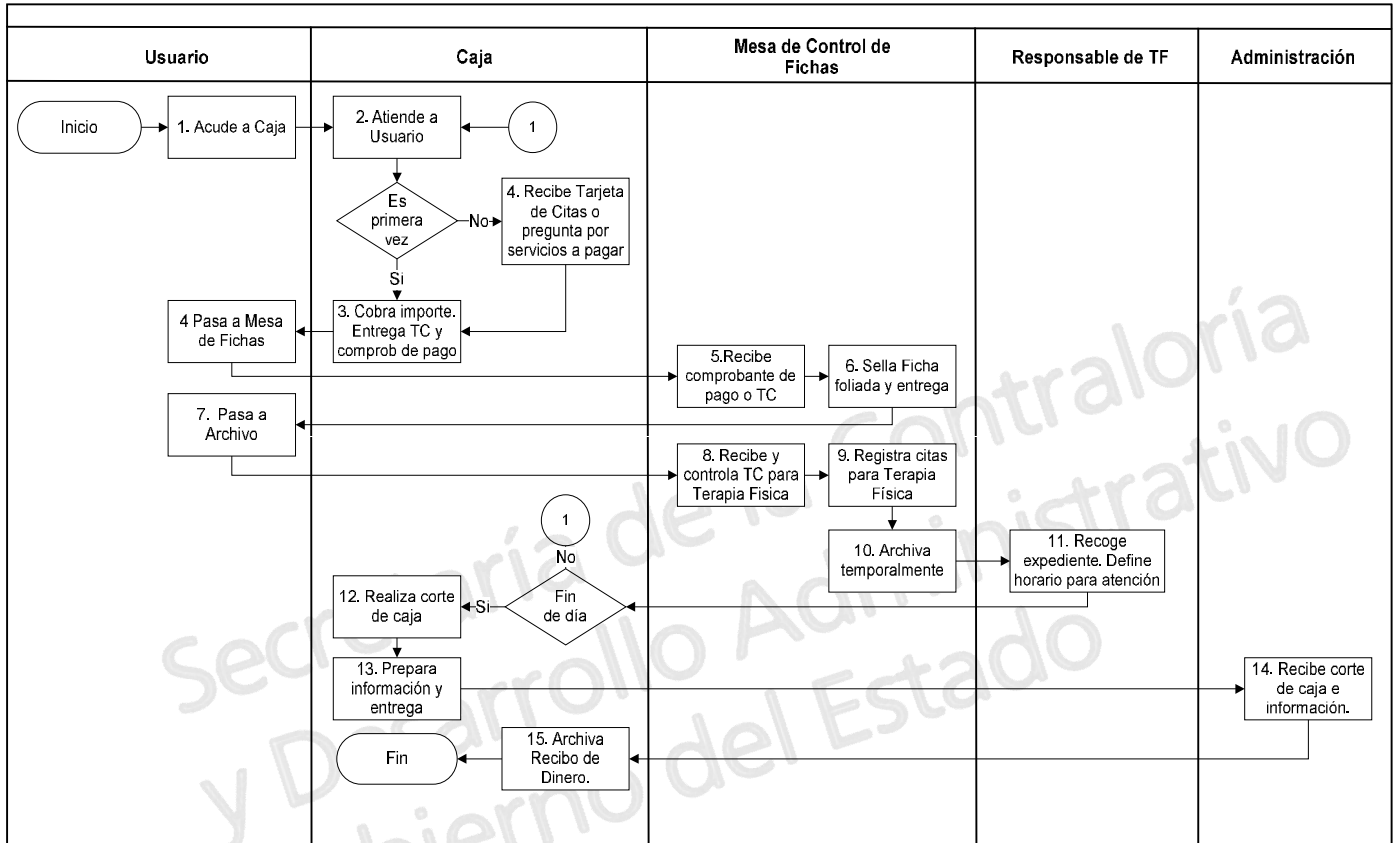 Usuario
Caja
Mesa de Control de
Fichas
Responsable de TF
Administración
Inicio
1. Acude a Caja
2. Atiende a
Usuario
1
Es
primera
vez
No
4. Recibe Tarjeta
de Citas o
pregunta por
servicios a pagar
Si
4 Pasa a Mesa
de Fichas
3. Cobra importe.
Entrega TC y
comprob de pago
5.Recibe
comprobante de
pago o TC
6. Sella Ficha
foliada y entrega
7. Pasa a
Archivo
8. Recibe y
controla TC para
Terapia Fisica
9. Registra citas
para Terapia
Física
1
No
10. Archiva
temporalmente
11. Recoge
expediente. Define
horario para atención
12. Realiza corte
de caja
Si
Fin
de día
13. Prepara
información y
entrega
14. Recibe corte
de caja e
información.
Fin
15. Archiva
Recibo de
Dinero.
Secretaría de la Contraloría
y Desarrollo Administrativo
Gobierno del Estado